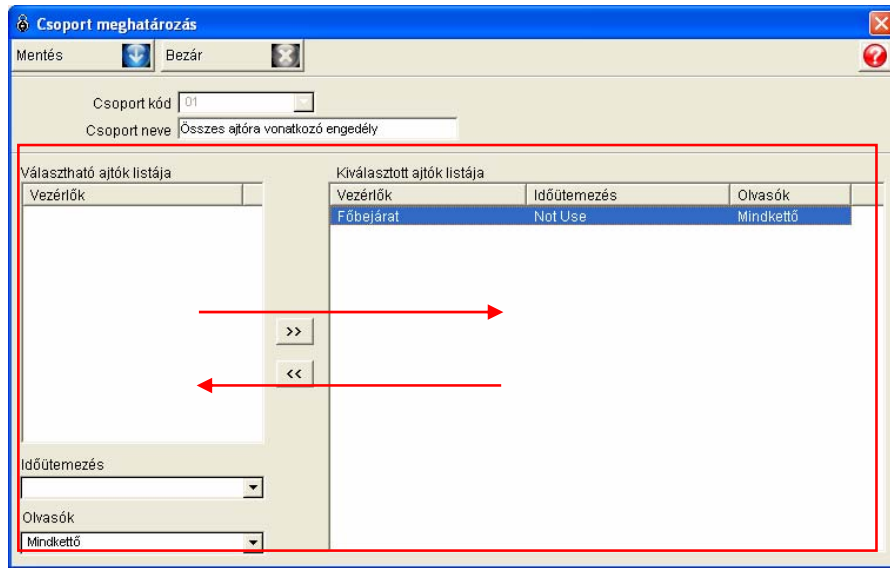 Csoport meghatározás
Mentés Bezár
Csoport kód 01
Csoport neve Összes ajtóra vonatkozó engedély
Választható ajtók listája
Vezérlők
>>
<<
Időütemezés
Olvasók
Mindkettő
Kiválasztott ajtók listája
Vezérlők Időütemezés Olvasók
Főbejárat Not Use Mindkettő